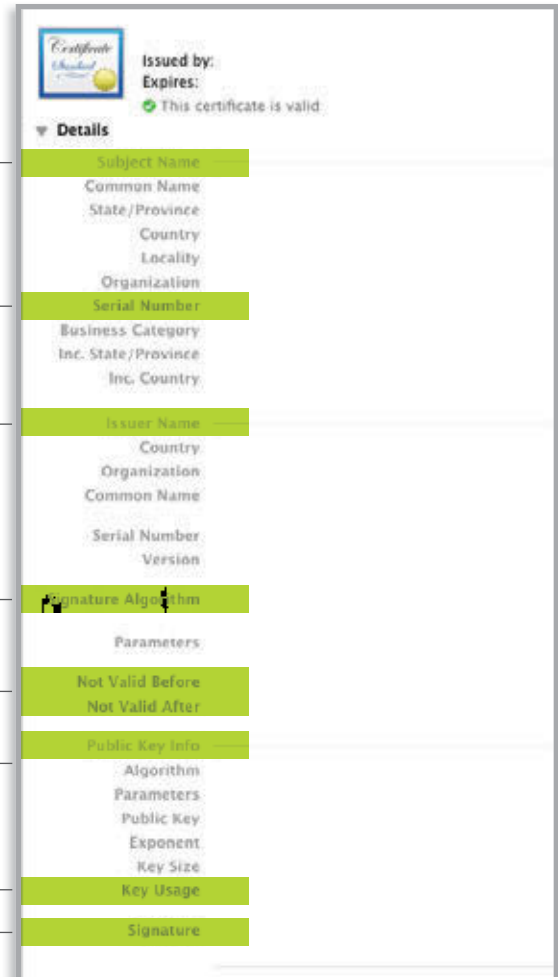 Certificate
Standard
Issued by:
Expires:
This certificate is valid
Details
Subject Name
Common Name
State/Province
Country
Locality
Organization
Serial Number
Business Category
Inc. State/Province
Inc. Country
Issuer Name
Country
Organization
Common Name
Serial Number
Version
Signature Algorithm
Parameters
Not Valid Before
Not Valid After
Public Key Info
Algorithm
Parameters
Public Key
Exponent
Key Size
Key Usage
Signature